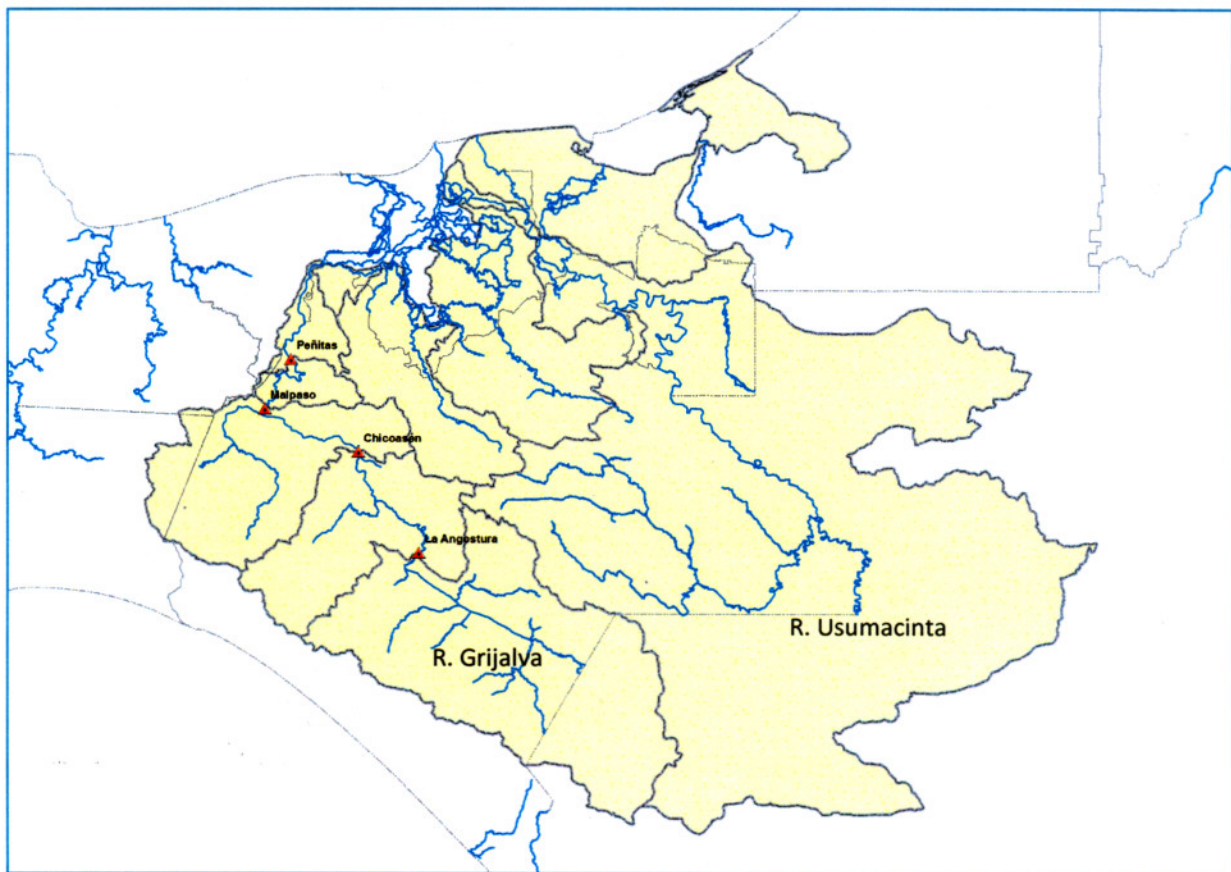 Peñitas
Malpaso
Chicoasén
La Angostura
R. Usumacinta
R. Grijalva